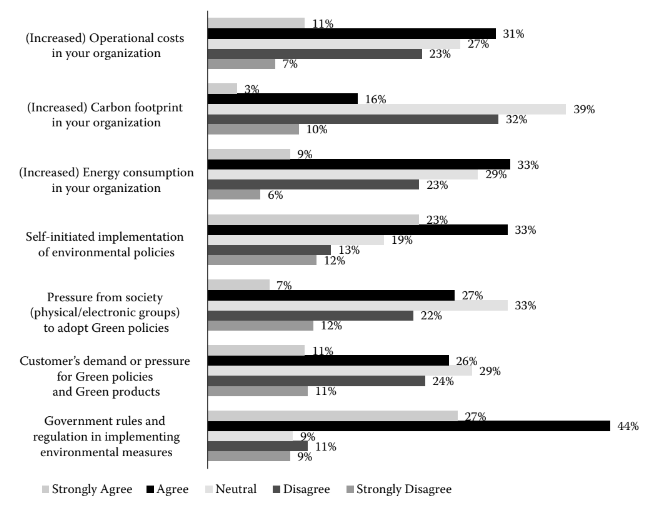 11%
(Increased) Operational costs
in your organization
31%
27%
23%
7%
3%
(Increased) Carbon footprint
in your organization
16%
39%
32%
10%
9%
(Increased) Energy consumption
in your organization
33%
29%
23%
6%
23%
Self-initiated implementation
of environmental policies
33%
19%
13%
12%
7%
Pressure from society
(physical/electronic groups)
to adopt Green policies
27%
33%
22%
12%
11%
Customer’s demand or pressure
for Green policies
and Green products
26%
29%
24%
11%
27%
Government rules and
regulation in implementing
environmental measures
44%
9%
11%
9%
Strongly Agree Agree Neutral Disagree Strongly Disagree